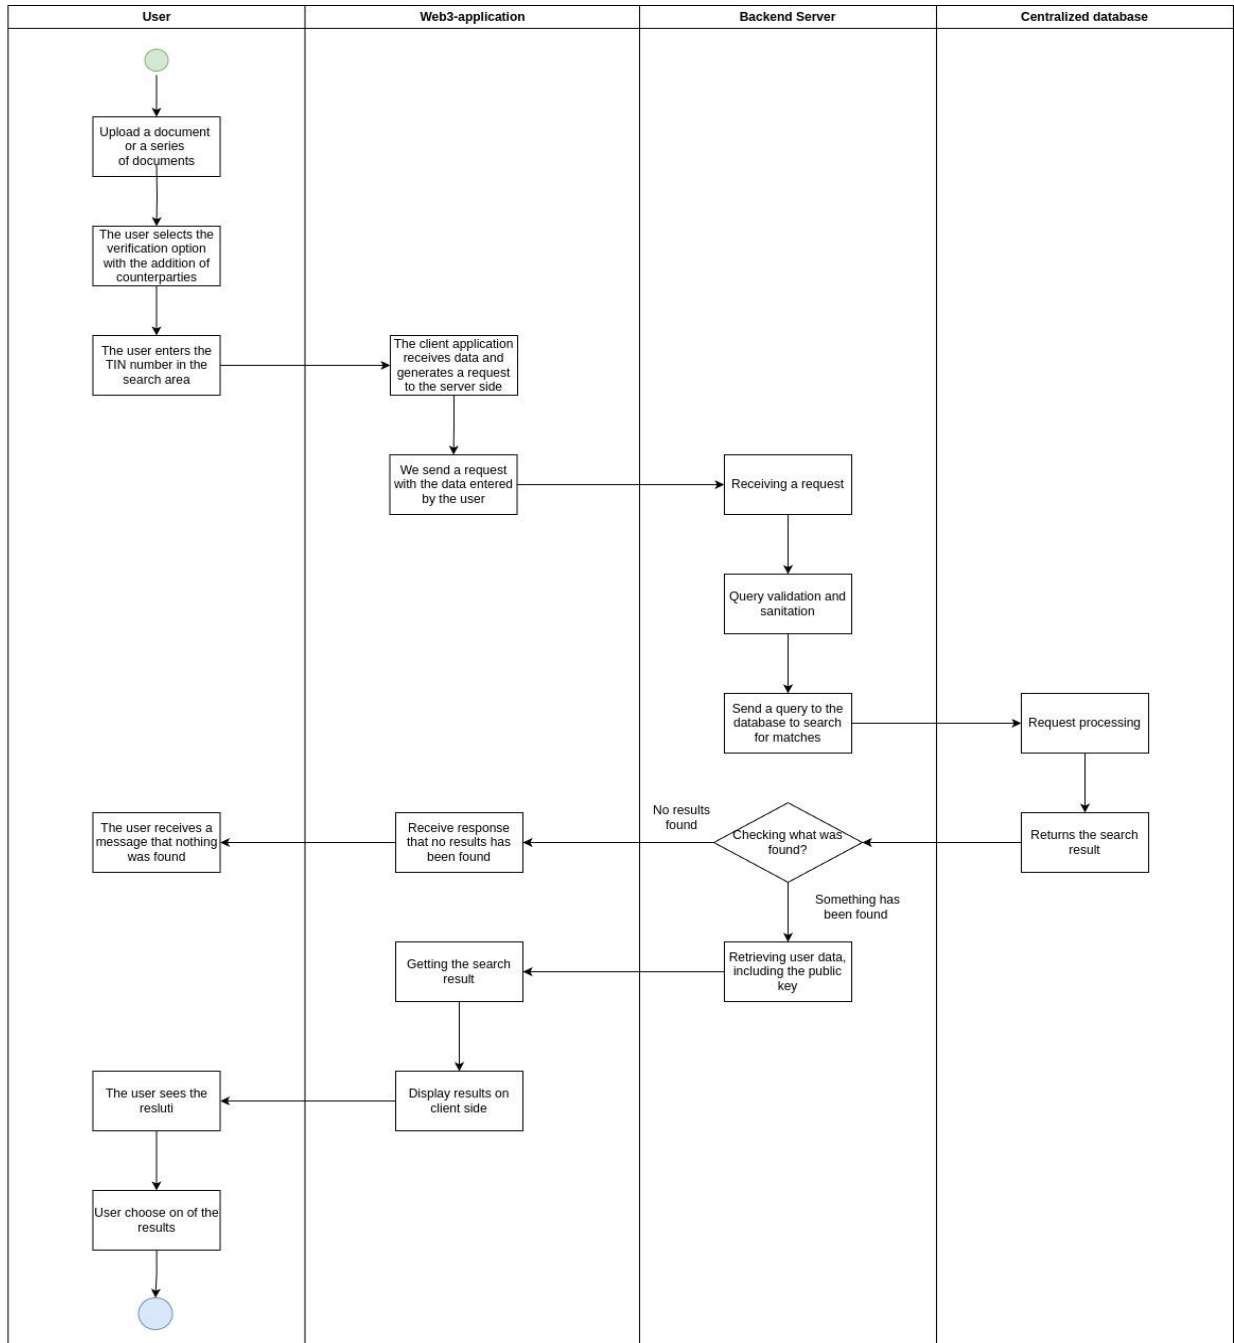 User
Web3-application
Backend Server
Centralized database
Upload a document
or a series
of documents
The user selects the
verification option
with the addition of
counterparties
The user enters the
TIN number in the
search area
The client application
receives data and
generates a request
to the server side
We send a request
with the data entered
by the user
Receiving a request
Query validation and
sanitation
Send a query to the
database to search
for matches
Request processing
Returns the search
result
Checking what was
found?
No results
found
Receive response
that no results has
been found
The user receives a
message that nothing
was found
Something has
been found
Retrieving user data,
including the public
key
Getting the search
result
Display results on
client side
The user sees the
resluti
User choose on of the
results